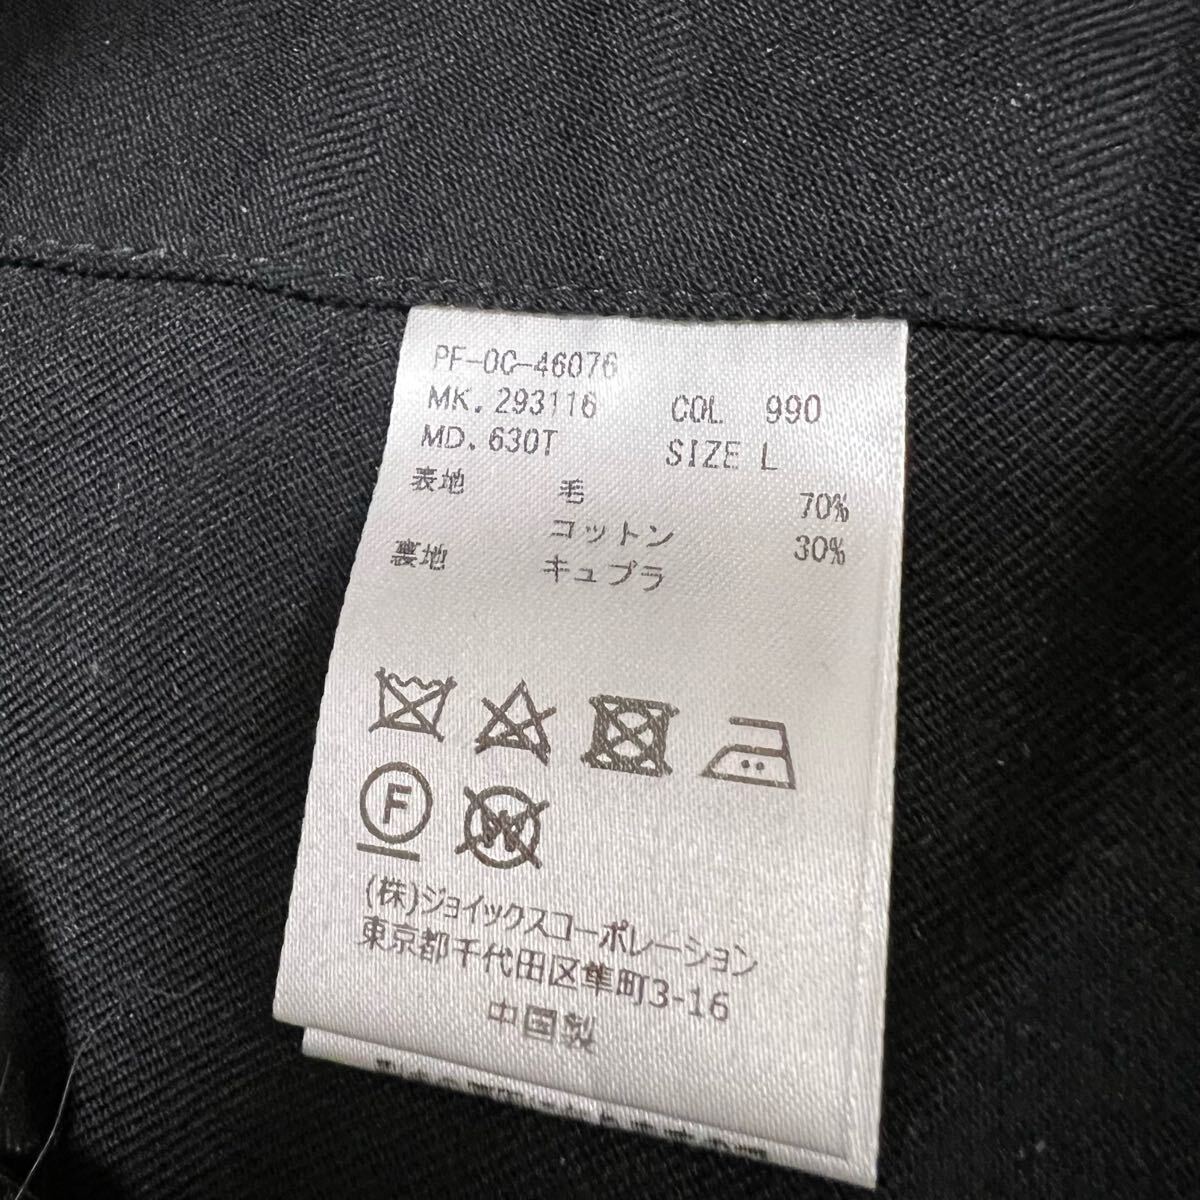 PF-OC-46076
MK. 293116 COL 990
MD. 630T SIZE L
表地 毛 70%
コットン 30%
裏地 キュプラ
F
W
(株)ジョイックスコーポレーション
東京都千代田区隼町3-16
中国製